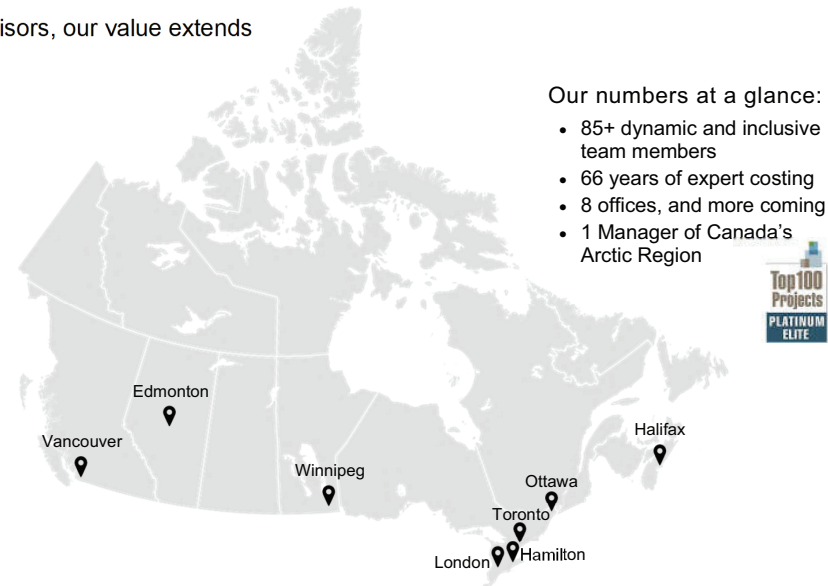 isors, our value extends
Our numbers at a glance:
• 85+ dynamic and inclusive
team members
• 66 years of expert costing
• 8 offices, and more coming
• 1 Manager of Canada's
Arctic Region
Top100
Projects
PLATINUM
ELITE
Edmonton
Vancouver
Winnipeg
Halifax
Ottawa
Toronto
London
Hamilton